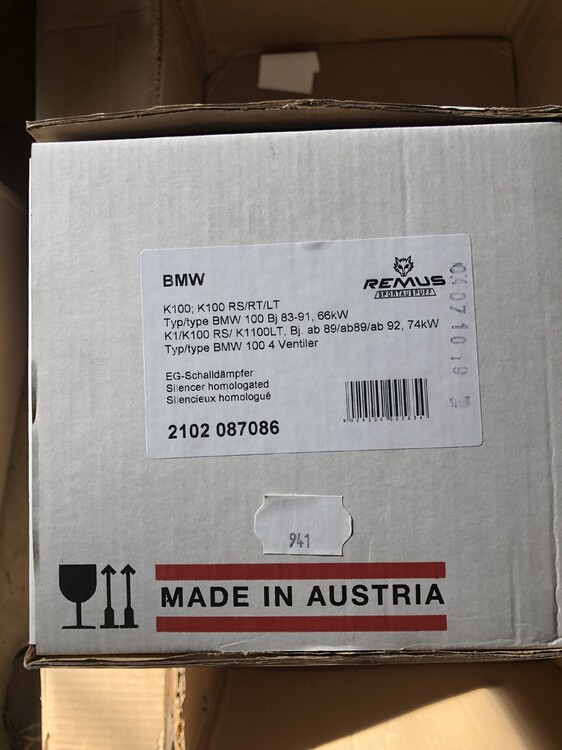 BMW
REMUS
SPORTAUSPUFF
K100; K100 RS/RT/LT
Typ/type BMW 100 Bj 83-91, 66kW
K1/K100 RS/ K1100LT, Bj. ab 89/ab89/ab 92, 74kW
Typ/type BMW 100 4 Ventiler
EG-Schalldämpfer
Silencer homologated
Silencieux homologué
2102 087086
941
MADE IN AUSTRIA